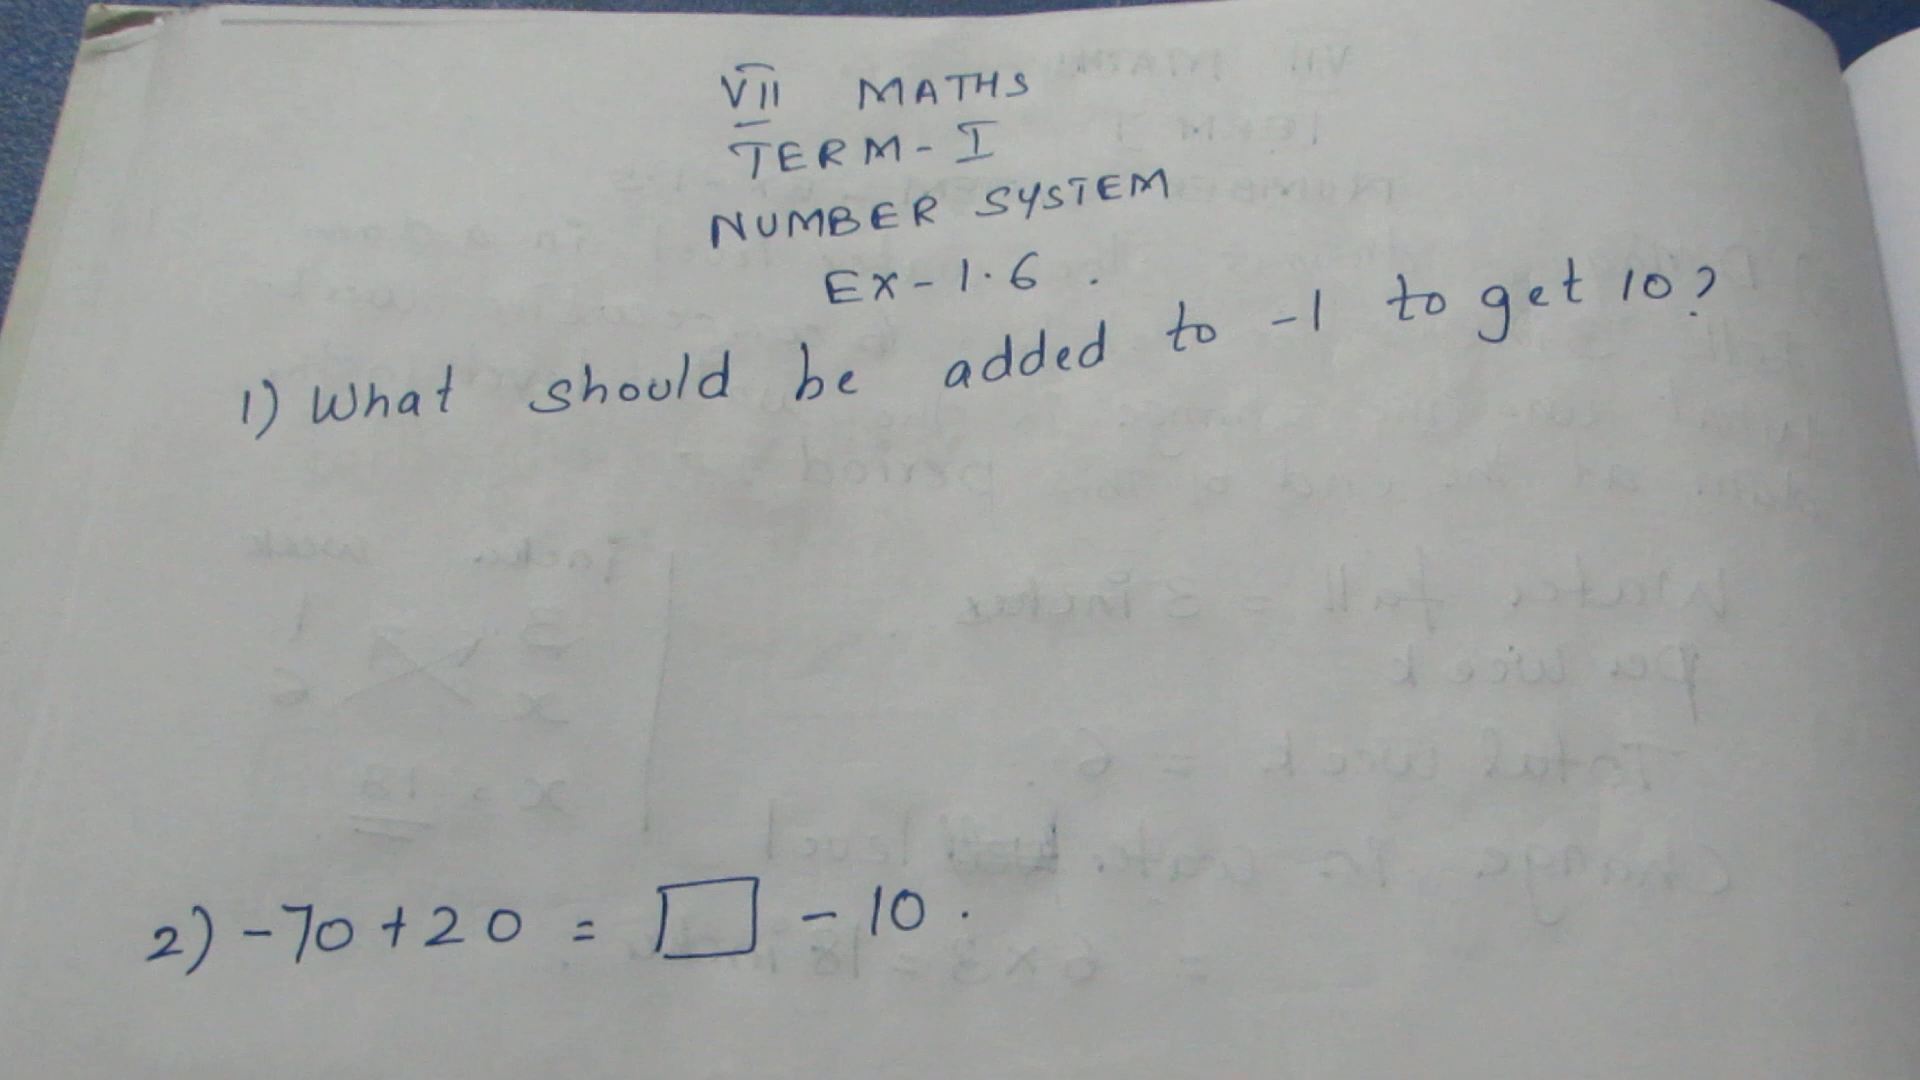 VII MATHS
TERM - I
NUMBER SYSTEM
Ex - 1.6.
1) What should be added to -1 to get 10?
2) -70 + 20 = □ - 10.